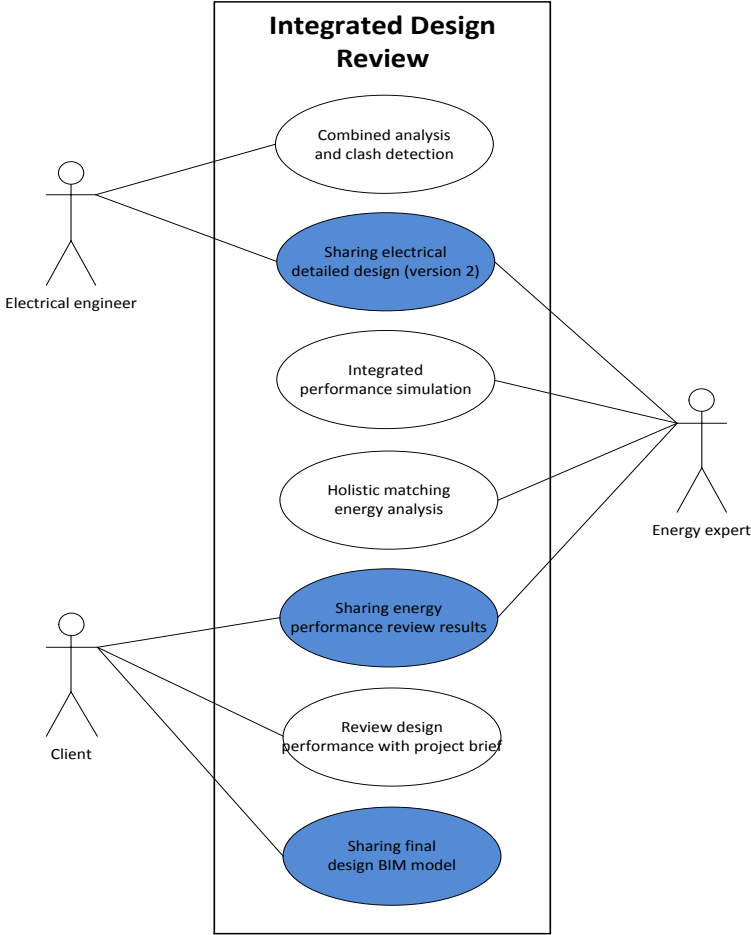 Integrated Design
Review
Combined analysis
and clash detection
Sharing electrical
detailed design (version 2)
Electrical engineer
Integrated
performance simulation
Holistic matching
energy analysis
Energy expert
Sharing energy
performance review results
Review design
performance with project brief
Client
Sharing final
design BIM model